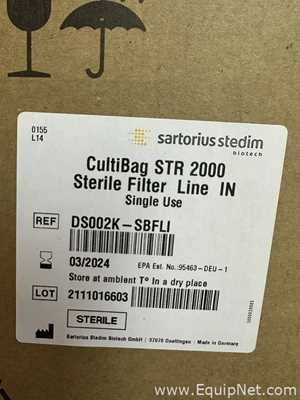 0155
L14
sartorius stedim
biotech
CultiBag STR 2000
Sterile Filter Line IN
Single Use
REF DS002K-SBFLI
03/2024 EPA Est. No.:95463-DEU-1
Store at ambient T° In a dry place
LOT 2111016603
STERILE
Sartorius Stedim Biotech GmbH / 37079 Goettingen / Made in Germany
www.EquipNet.com